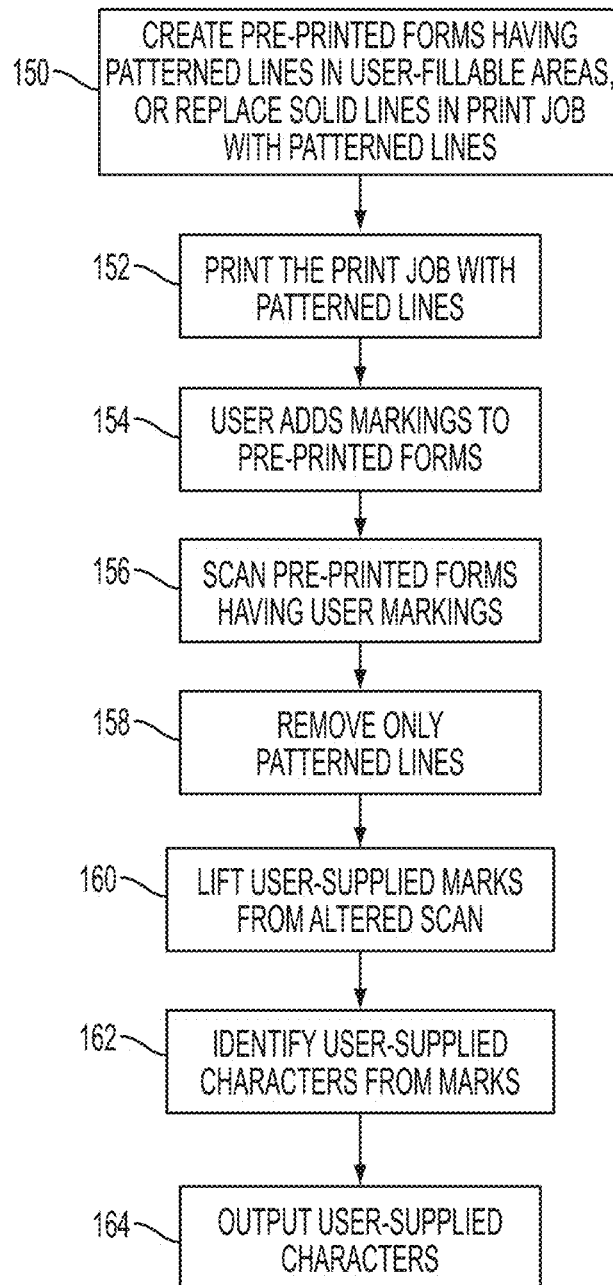 150
CREATE PRE-PRINTED FORMS HAVING
PATTERNED LINES IN USER-FILLABLE AREAS,
OR REPLACE SOLID LINES IN PRINT JOB
WITH PATTERNED LINES
152
PRINT THE PRINT JOB WITH
PATTERNED LINES
154
USER ADDS MARKINGS TO
PRE-PRINTED FORMS
156
SCAN PRE-PRINTED FORMS
HAVING USER MARKINGS
158
REMOVE ONLY
PATTERNED LINES
160
LIFT USER-SUPPLIED MARKS
FROM ALTERED SCAN
162
IDENTIFY USER-SUPPLIED
CHARACTERS FROM MARKS
164
OUTPUT USER-SUPPLIED
CHARACTERS